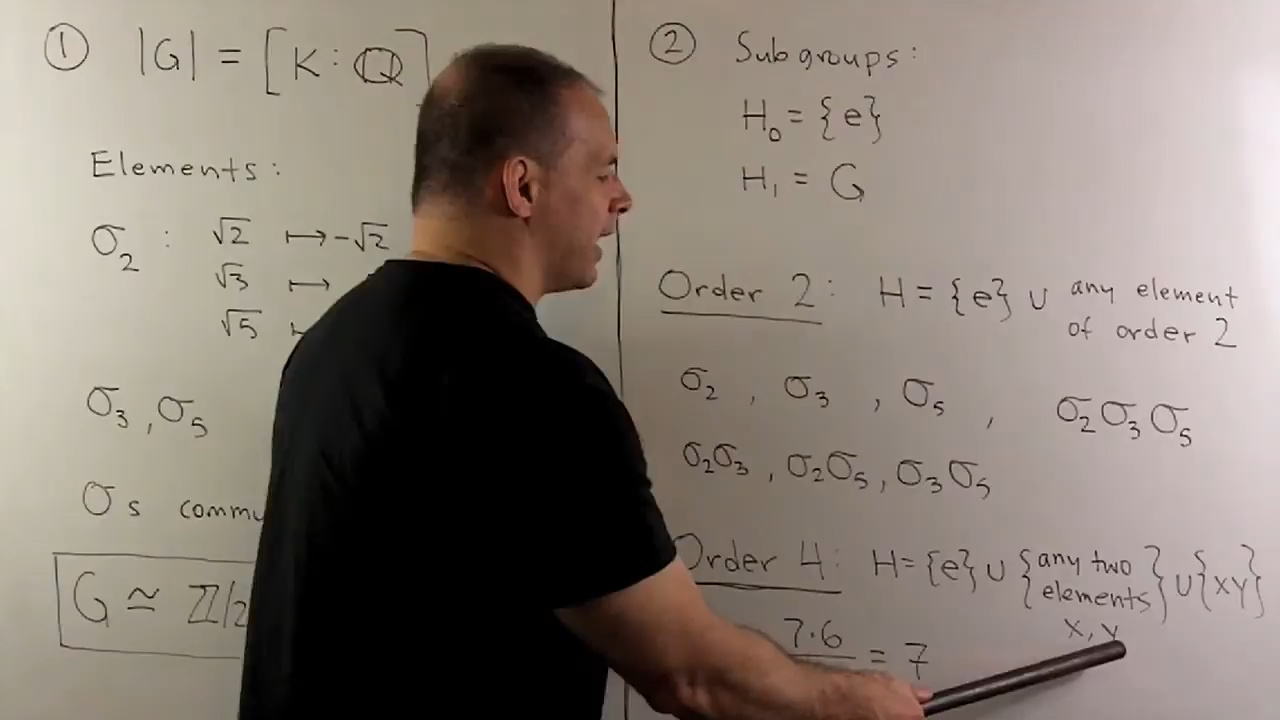 ① |G| = [K : ℚ]
Elements:
σ₂ : √2 ↦ -√2
√3 ↦
√5
σ₃, σ₅
σs
G ≃ ℤ/2
② Subgroups:
H₀ = {e}
H₁ = G
Order 2: H = {e} ∪ any element
of order 2
σ₂, σ₃, σ₅, σ₂σ₃σ₅
σ₂σ₃, σ₂σ₅, σ₃σ₅
Order 4: H = {e} ∪ {any two
elements} ∪ {XY}
X, Y
7·6 = 7